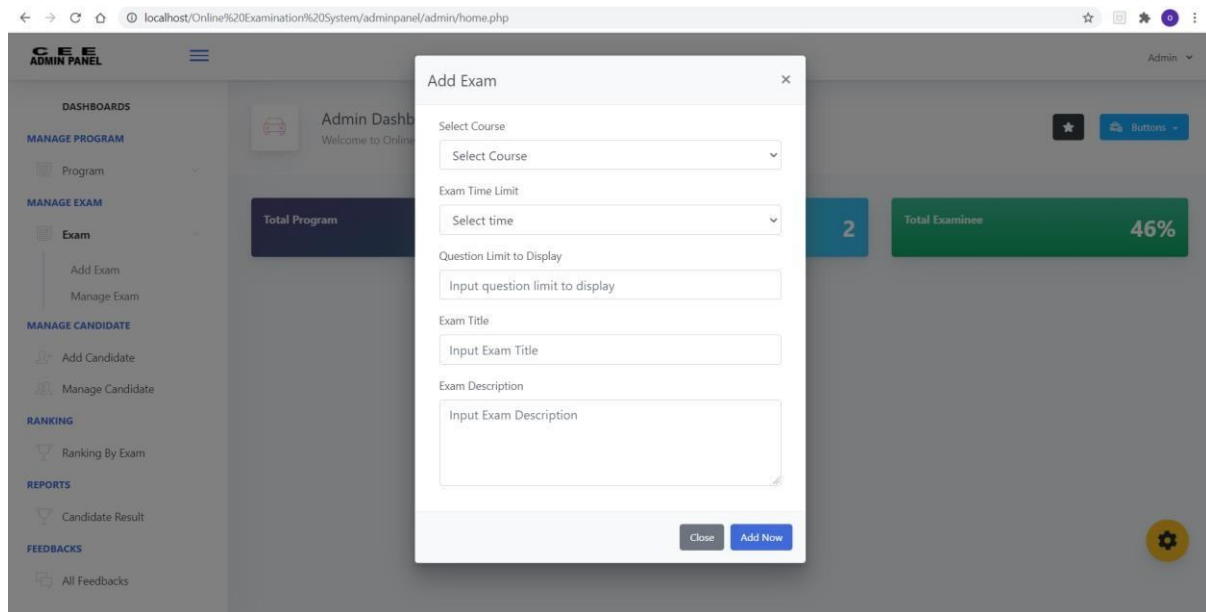 localhost/Online%20Examination%20System/adminpanel/admin/home.php
o
C E E
ADMIN PANEL
Admin
DASHBOARDS
MANAGE PROGRAM
Program
MANAGE EXAM
Exam
Add Exam
Manage Exam
MANAGE CANDIDATE
Add Candidate
Manage Candidate
RANKING
Ranking By Exam
REPORTS
Candidate Result
FEEDBACKS
All Feedbacks
Admin Dashb
Welcome to Online
Buttons
Total Program
2
Total Examinee
46%
Add Exam
×
Select Course
Select Course
Exam Time Limit
Select time
Question Limit to Display
Input question limit to display
Exam Title
Input Exam Title
Exam Description
Input Exam Description
Close
Add Now